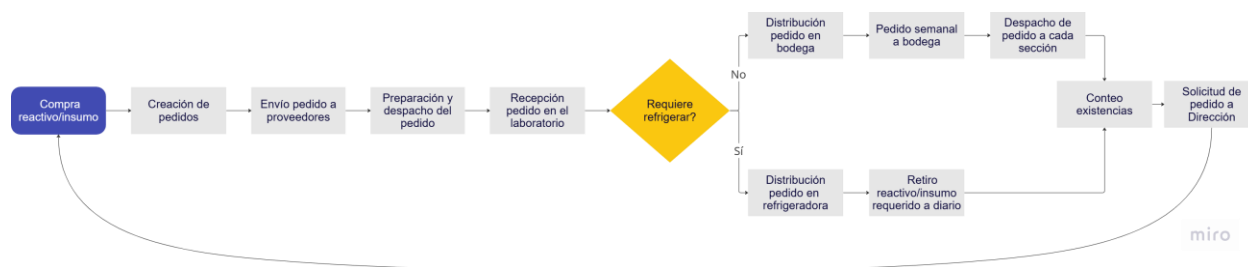 Compra
reactivo/insumo
Creación de
pedidos
Envío pedido a
proveedores
Preparación y
despacho del
pedido
Recepción
pedido en el
laboratorio
Requiere
refrigerar?
No
Distribución
pedido en
bodega
Pedido semanal
a bodega
Despacho de
pedido a cada
sección
Sí
Distribución
pedido en
refrigeradora
Retiro
reactivo/insumo
requerido a diario
Conteo
existencias
Solicitud de
pedido a
Dirección
miro